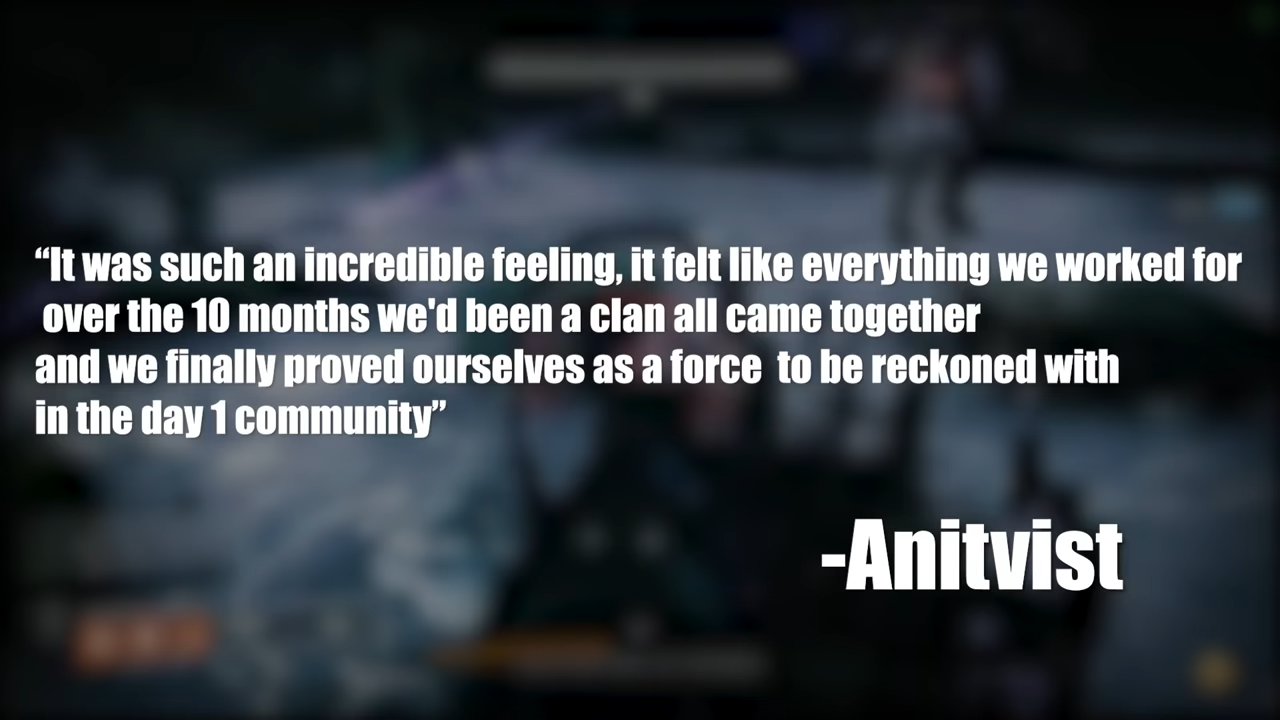 “It was such an incredible feeling, it felt like everything we worked for
over the 10 months we'd been a clan all came together
and we finally proved ourselves as a force  to be reckoned with
in the day 1 community”
-Anitvist